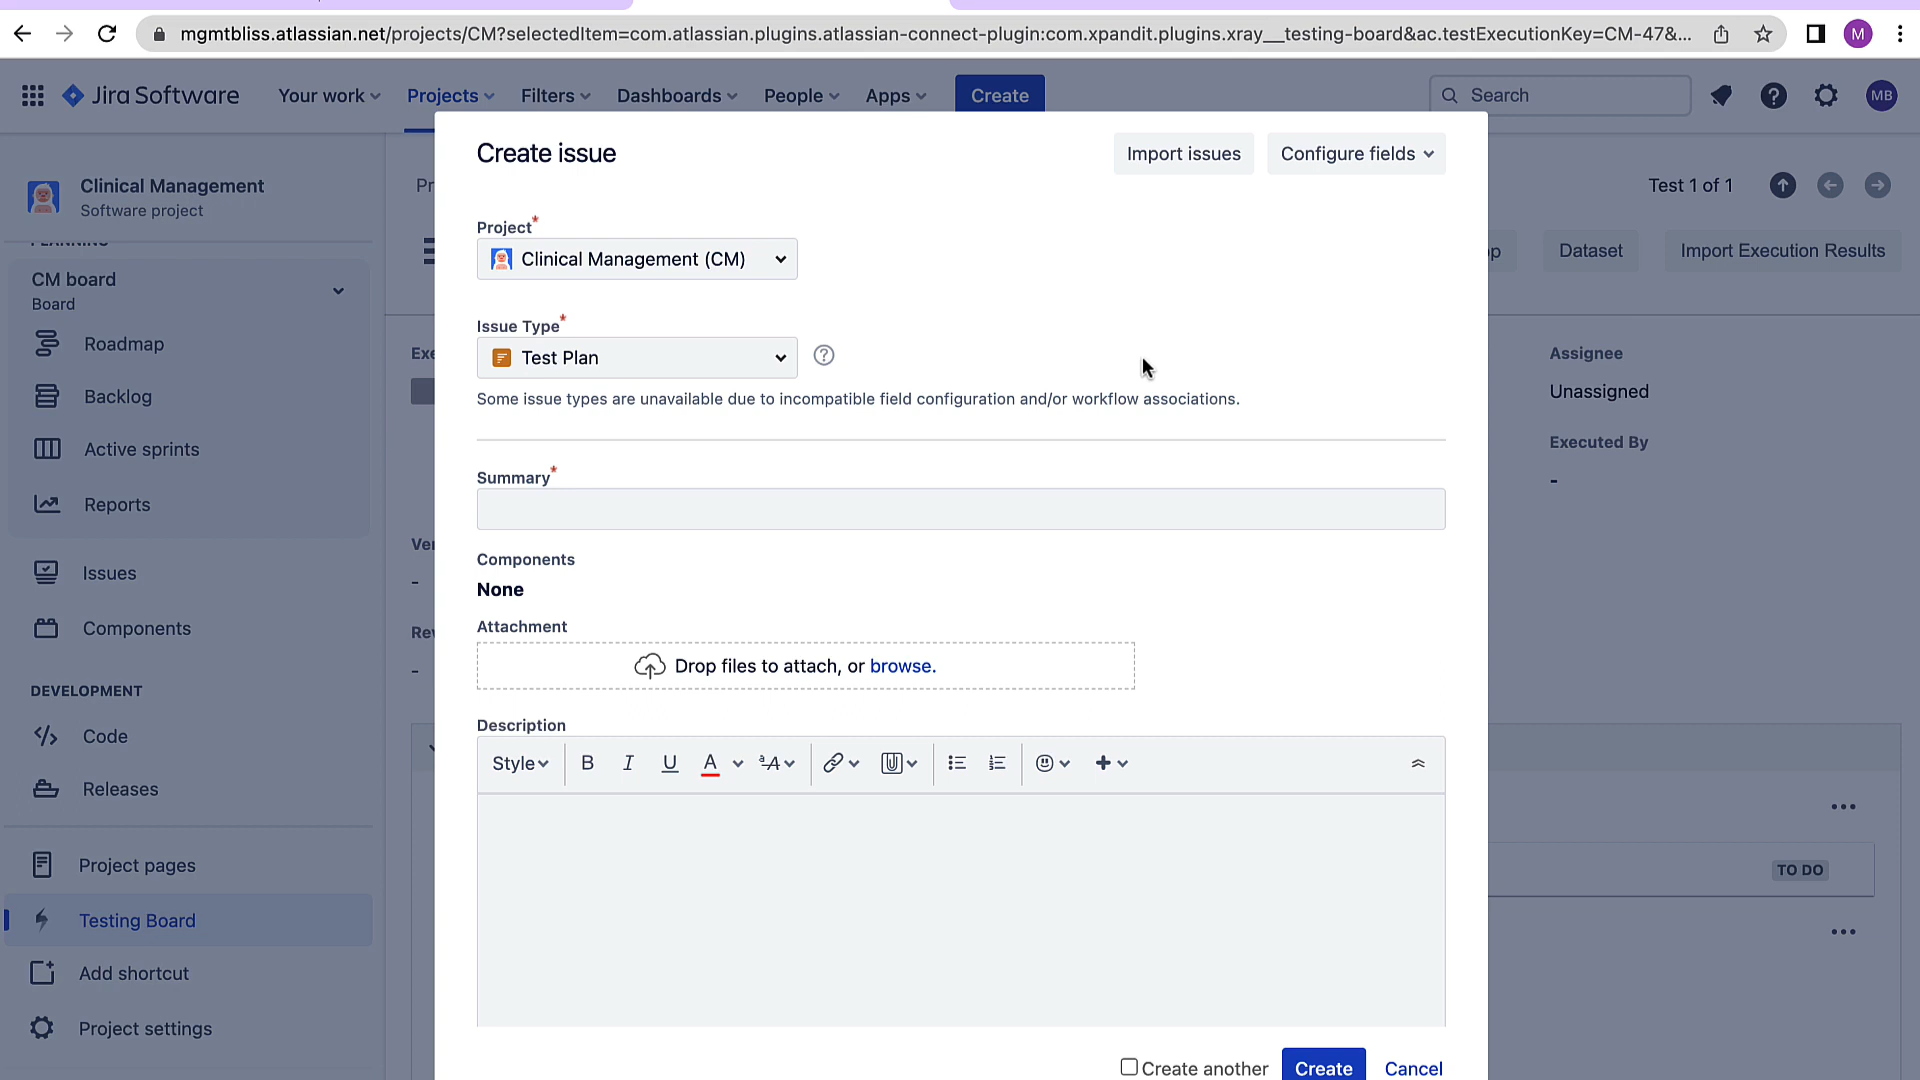 mgmtbliss.atlassian.net/projects/CM?selectedItem=com.atlassian.plugins.atlassian-connect-plugin:com.xpandit.plugins.xray__testing-board&ac.testExecutionKey=CM-47&...
M
Jira Software
Your work
Projects
Filters
Dashboards
People
Apps
Create
Search
MB
Clinical Management
Software project
PLANNING
CM board
Board
Roadmap
Backlog
Active sprints
Reports
Issues
Components
DEVELOPMENT
Code
Releases
Project pages
Testing Board
Add shortcut
Project settings
Create issue
Import issues
Configure fields
Project*
Clinical Management (CM)
Issue Type*
Test Plan
Some issue types are unavailable due to incompatible field configuration and/or workflow associations.
Summary*
Components
None
Attachment
Drop files to attach, or browse.
Description
Style
Create another
Create
Cancel
Test 1 of 1
Dataset
Import Execution Results
Assignee
Unassigned
Executed By
-
TO DO